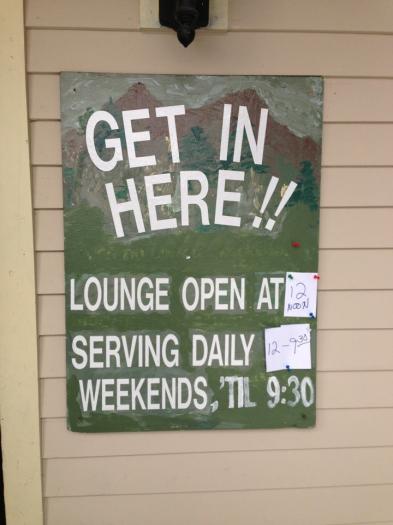 GET IN
HERE!!
LOUNGE OPEN AT 12 NOON
SERVING DAILY 12-9:30
WEEKENDS, 'TIL 9:30